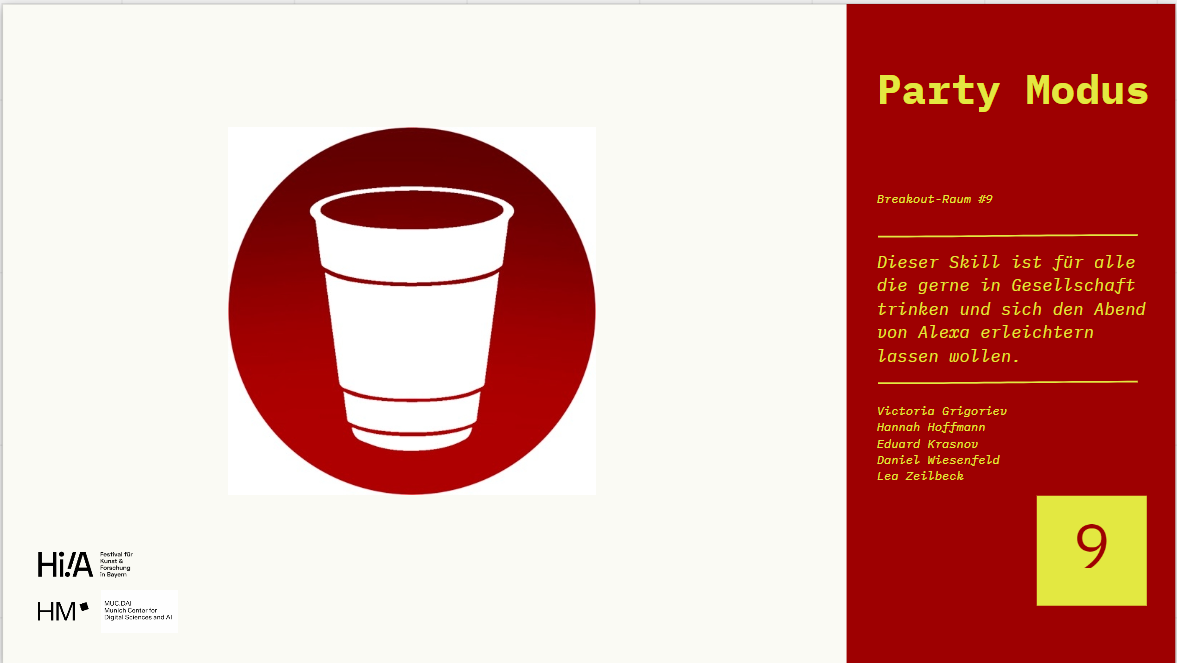 Party Modus
Breakout-Raum #9
Dieser Skill ist für alle
die gerne in Gesellschaft
trinken und sich den Abend
von Alexa erleichtern
lassen wollen.
Victoria Grigoriev
Hannah Hoffmann
Eduard Krasnov
Daniel Wiesenfeld
Lea Zeilbeck
9
Hi!A
Festival für
Kunst &
Forschung
in Bayern
HM
MUC.DAI
Munich Center for
Digital Sciences and AI